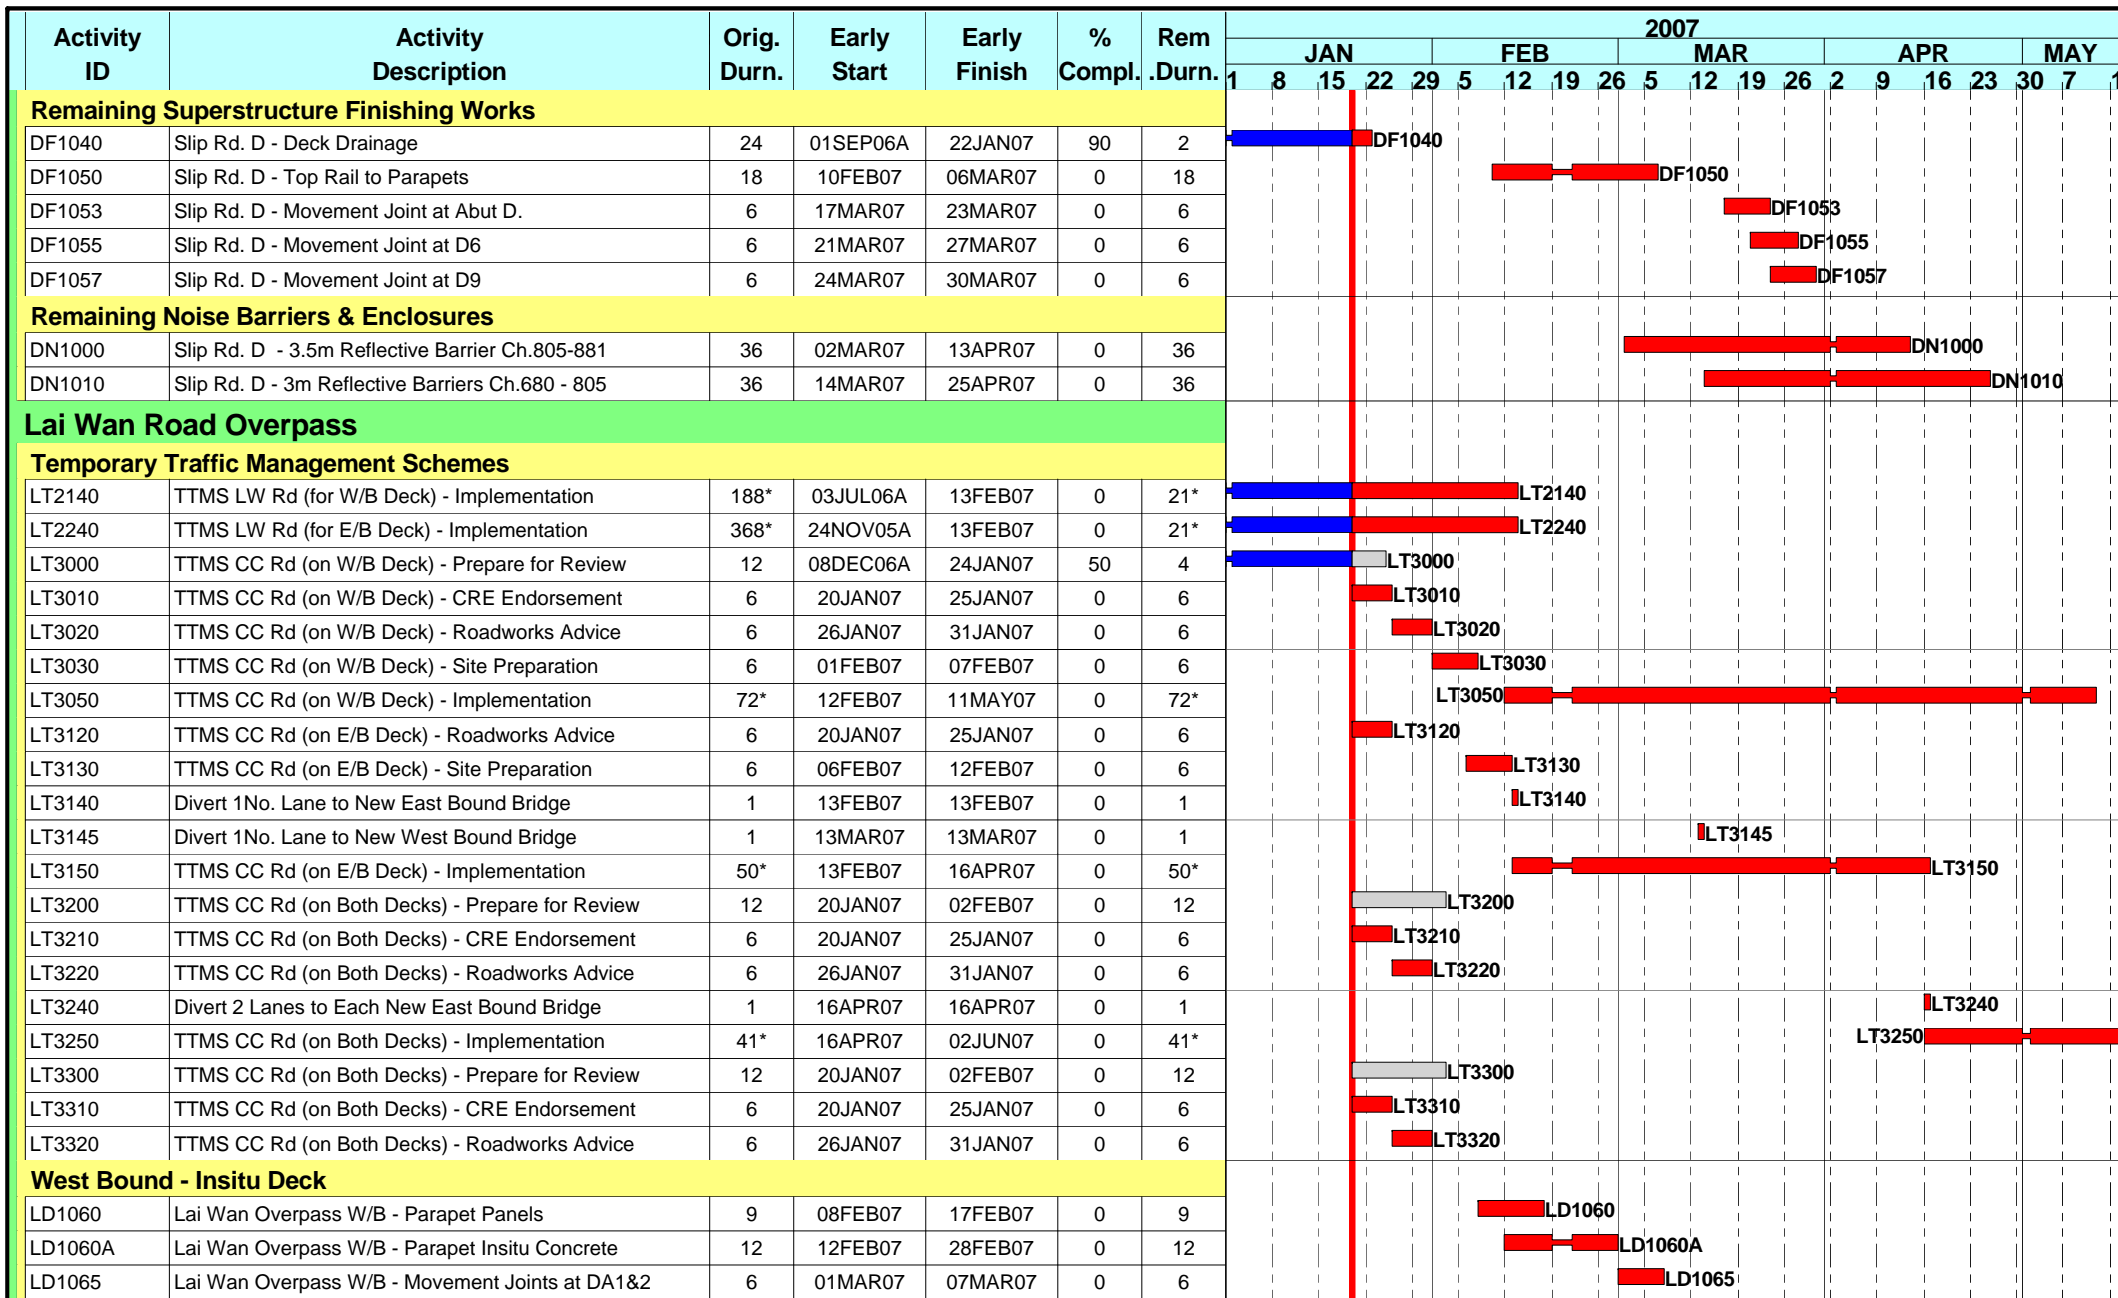 2007
Activity Activity Orig. Early Early % Rem JAN FEB MAR APR MAY
ID Description Durn. Start Finish Compl. .Durn. 1 8 15 22 29 5 12 19 26 5 12 19 26 2 9 16 23 30 7 1
Remaining Superstructure Finishing Works
DF1040 Slip Rd. D - Deck Drainage 24 01SEP06A 22JAN07 90 2 DF1040
DF1050 Slip Rd. D - Top Rail to Parapets 18 10FEB07 06MAR07 0 18 DF1050
DF1053 Slip Rd. D - Movement Joint at Abut D. 6 17MAR07 23MAR07 0 6 DF1053
DF1055 Slip Rd. D - Movement Joint at D6 6 21MAR07 27MAR07 0 6 DF1055
DF1057 Slip Rd. D - Movement Joint at D9 6 24MAR07 30MAR07 0 6 DF1057
Remaining Noise Barriers & Enclosures
DN1000 Slip Rd. D - 3.5m Reflective Barrier Ch.805-881 36 02MAR07 13APR07 0 36 DN1000
DN1010 Slip Rd. D - 3m Reflective Barriers Ch.680 - 805 36 14MAR07 25APR07 0 36 DN1010
Lai Wan Road Overpass
Temporary Traffic Management Schemes
LT2140 TTMS LW Rd (for W/B Deck) - Implementation 188* 03JUL06A 13FEB07 0 21* LT2140
LT2240 TTMS LW Rd (for E/B Deck) - Implementation 368* 24NOV05A 13FEB07 0 21* LT2240
LT3000 TTMS CC Rd (on W/B Deck) - Prepare for Review 12 08DEC06A 24JAN07 50 4 LT3000
LT3010 TTMS CC Rd (on W/B Deck) - CRE Endorsement 6 20JAN07 25JAN07 0 6 LT3010
LT3020 TTMS CC Rd (on W/B Deck) - Roadworks Advice 6 26JAN07 31JAN07 0 6 LT3020
LT3030 TTMS CC Rd (on W/B Deck) - Site Preparation 6 01FEB07 07FEB07 0 6 LT3030
LT3050 TTMS CC Rd (on W/B Deck) - Implementation 72* 12FEB07 11MAY07 0 72* LT3050
LT3120 TTMS CC Rd (on E/B Deck) - Roadworks Advice 6 20JAN07 25JAN07 0 6 LT3120
LT3130 TTMS CC Rd (on E/B Deck) - Site Preparation 6 06FEB07 12FEB07 0 6 LT3130
LT3140 Divert 1No. Lane to New East Bound Bridge 1 13FEB07 13FEB07 0 1 LT3140
LT3145 Divert 1No. Lane to New West Bound Bridge 1 13MAR07 13MAR07 0 1 LT3145
LT3150 TTMS CC Rd (on E/B Deck) - Implementation 50* 13FEB07 16APR07 0 50* LT3150
LT3200 TTMS CC Rd (on Both Decks) - Prepare for Review 12 20JAN07 02FEB07 0 12 LT3200
LT3210 TTMS CC Rd (on Both Decks) - CRE Endorsement 6 20JAN07 25JAN07 0 6 LT3210
LT3220 TTMS CC Rd (on Both Decks) - Roadworks Advice 6 26JAN07 31JAN07 0 6 LT3220
LT3240 Divert 2 Lanes to Each New East Bound Bridge 1 16APR07 16APR07 0 1 LT3240
LT3250 TTMS CC Rd (on Both Decks) - Implementation 41* 16APR07 02JUN07 0 41* LT3250
LT3300 TTMS CC Rd (on Both Decks) - Prepare for Review 12 20JAN07 02FEB07 0 12 LT3300
LT3310 TTMS CC Rd (on Both Decks) - CRE Endorsement 6 20JAN07 25JAN07 0 6 LT3310
LT3320 TTMS CC Rd (on Both Decks) - Roadworks Advice 6 26JAN07 31JAN07 0 6 LT3320
West Bound - Insitu Deck
LD1060 Lai Wan Overpass W/B - Parapet Panels 9 08FEB07 17FEB07 0 9 LD1060
LD1060A Lai Wan Overpass W/B - Parapet Insitu Concrete 12 12FEB07 28FEB07 0 12 LD1060A
LD1065 Lai Wan Overpass W/B - Movement Joints at DA1&2 6 01MAR07 07MAR07 0 6 LD1065